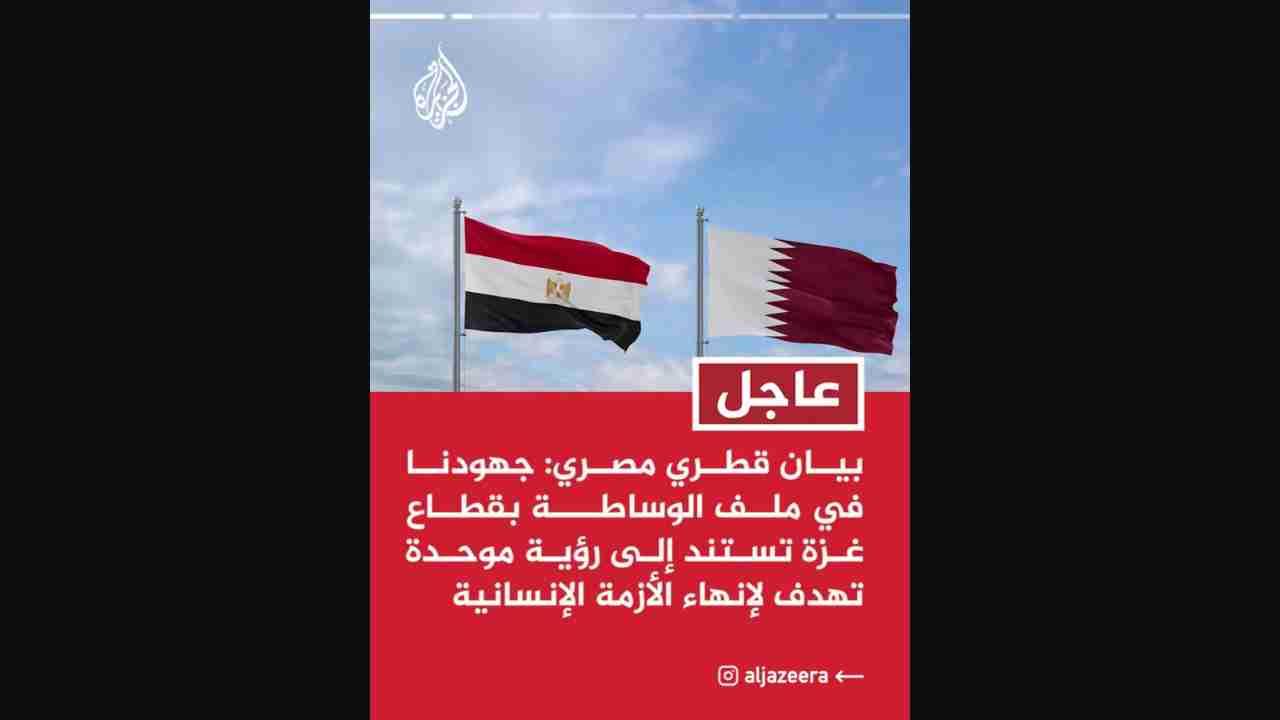 الجزيرة
عاجل
بيان قطري مصري: جهودنا
في ملف الوساطة بقطاع
غزة تستند إلى رؤية موحدة
تهدف لإنهاء الأزمة الإنسانية
aljazeera